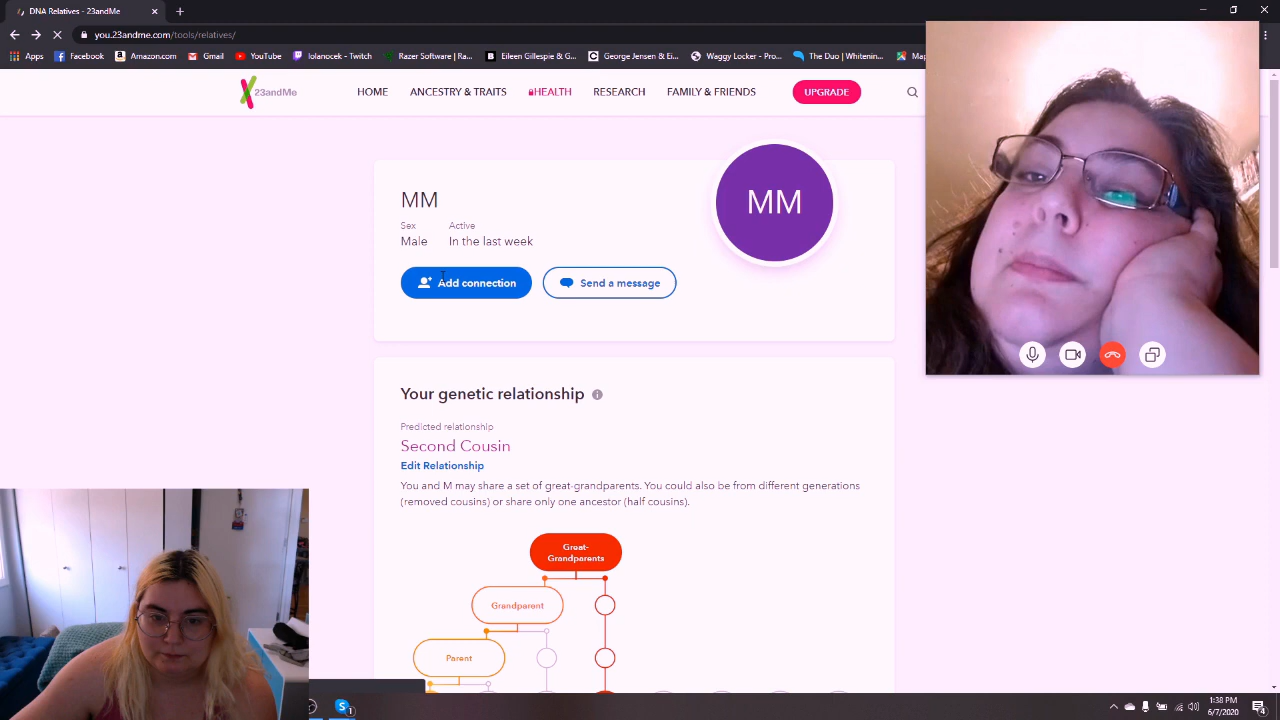 DNA Relatives - 23andMe
you.23andme.com/tools/relatives/
Apps Facebook Amazon Gmail YouTube Twitch lolanocek - Twitch Razer Software | Ra... Eileen Gillespie & G... George Jensen & Ei... Waggy Locker - Pro... The Duo | Whitenin... Map
23andMe HOME ANCESTRY & TRAITS HEALTH RESEARCH FAMILY & FRIENDS UPGRADE
MM
MM
Sex Active
Male In the last week
Add connection Send a message
Your genetic relationship
Predicted relationship
Second Cousin
Edit Relationship
You and M may share a set of great-grandparents. You could also be from different generations
(removed cousins) or share only one ancestor (half cousins).
Great-
Grandparents
Grandparent
Parent
1:38 PM
6/7/2020